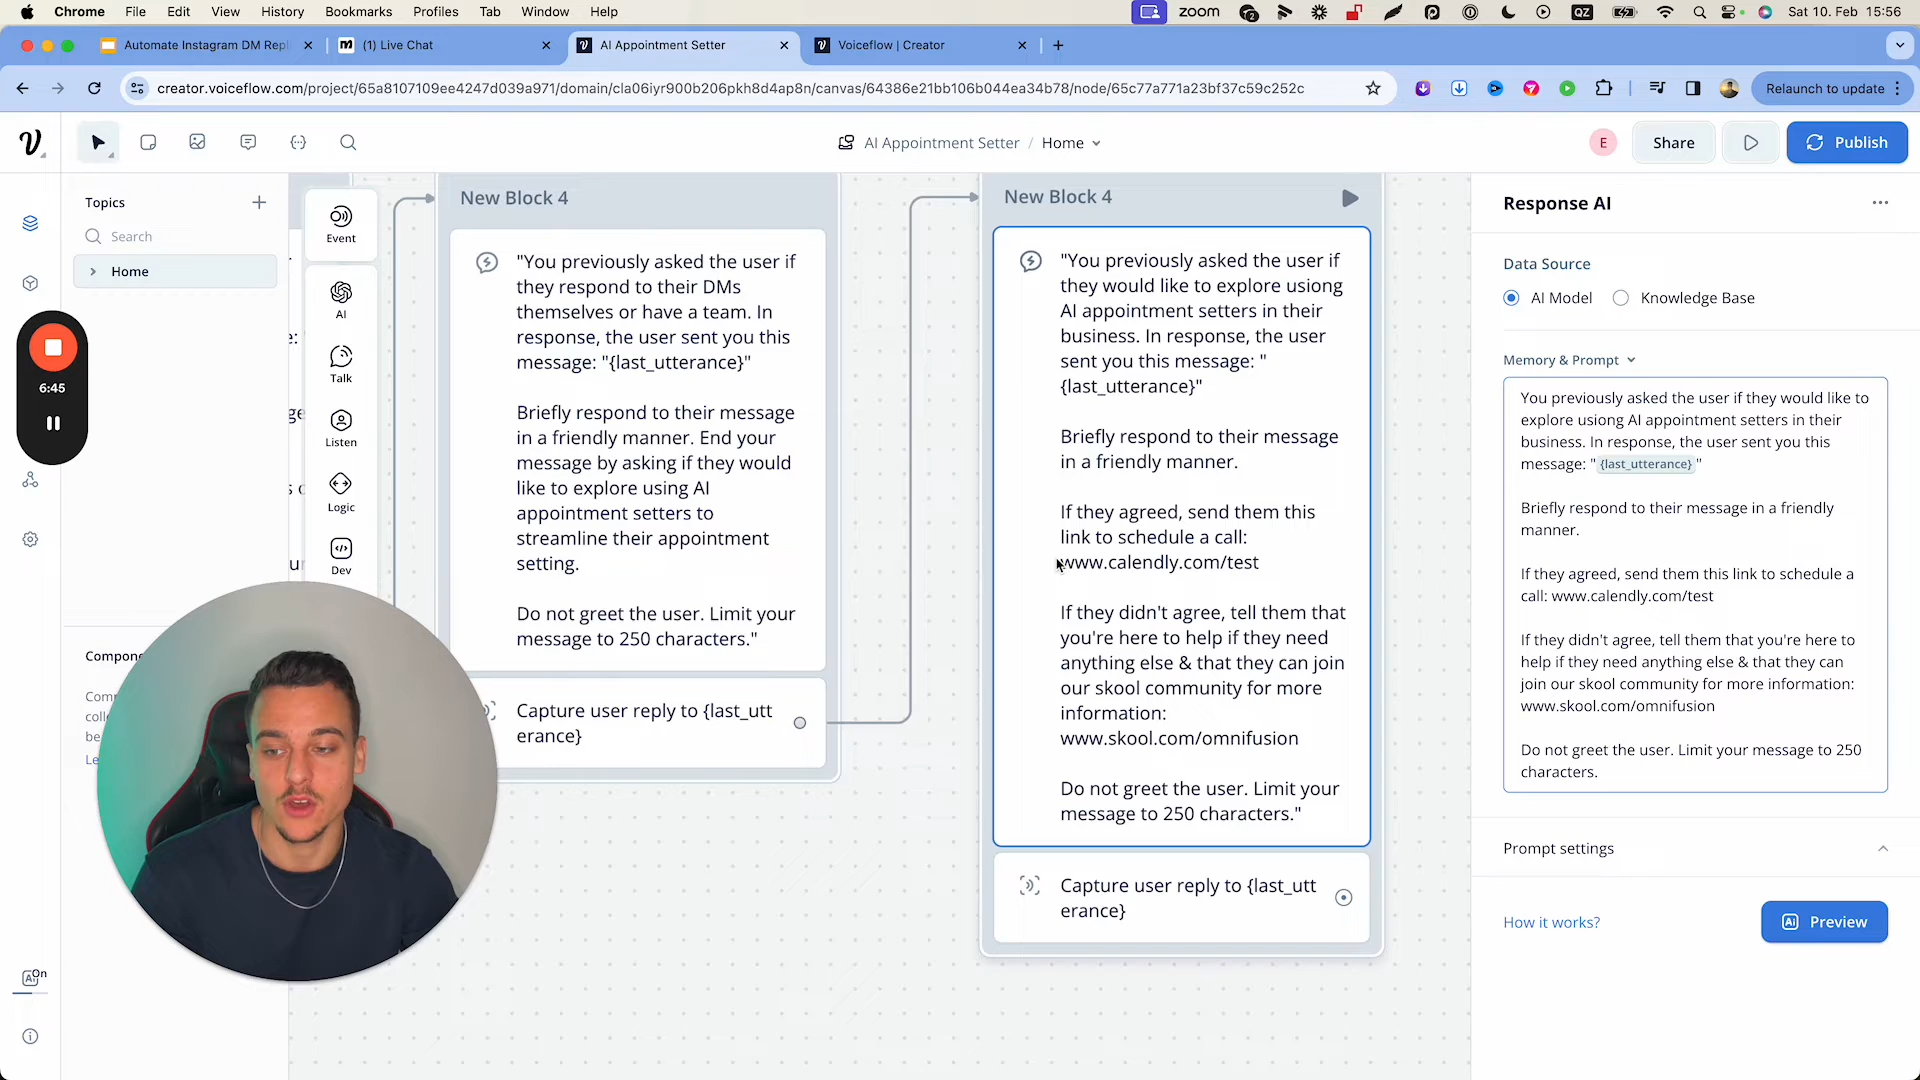 Chrome File Edit View History Bookmarks Profiles Tab Window Help
zoom QZ Sat 10. Feb 15:56
Automate Instagram DM Repl
(1) Live Chat
AI Appointment Setter
Voiceflow | Creator
creator.voiceflow.com/project/65a8107109ee4247d039a971/domain/cla06iyr900b206pkh8d4ap8n/canvas/64386e21bb106b044ea34b78/node/65c77a771a23bf37c59c252c
Relaunch to update
AI Appointment Setter / Home
E
Share
Publish
Topics
Search
Home
6:45
Event
AI
Talk
Listen
Logic
Dev
On
New Block 4
"You previously asked the user if
they respond to their DMs
themselves or have a team. In
response, the user sent you this
message: "{last_utterance}"
Briefly respond to their message
in a friendly manner. End your
message by asking if they would
like to explore using AI
appointment setters to
streamline their appointment
setting.
Do not greet the user. Limit your
message to 250 characters."
Capture user reply to {last_utt
erance}
New Block 4
"You previously asked the user if
they would like to explore usiong
AI appointment setters in their
business. In response, the user
sent you this message: "
{last_utterance}"
Briefly respond to their message
in a friendly manner.
If they agreed, send them this
link to schedule a call:
www.calendly.com/test
If they didn't agree, tell them that
you're here to help if they need
anything else & that they can join
our skool community for more
information:
www.skool.com/omnifusion
Do not greet the user. Limit your
message to 250 characters."
Capture user reply to {last_utt
erance}
Response AI
Data Source
AI Model
Knowledge Base
Memory & Prompt
You previously asked the user if they would like to
explore usiong AI appointment setters in their
business. In response, the user sent you this
message: "{last_utterance}"
Briefly respond to their message in a friendly
manner.
If they agreed, send them this link to schedule a
call: www.calendly.com/test
If they didn't agree, tell them that you're here to
help if they need anything else & that they can
join our skool community for more information:
www.skool.com/omnifusion
Do not greet the user. Limit your message to 250
characters.
Prompt settings
How it works?
Preview